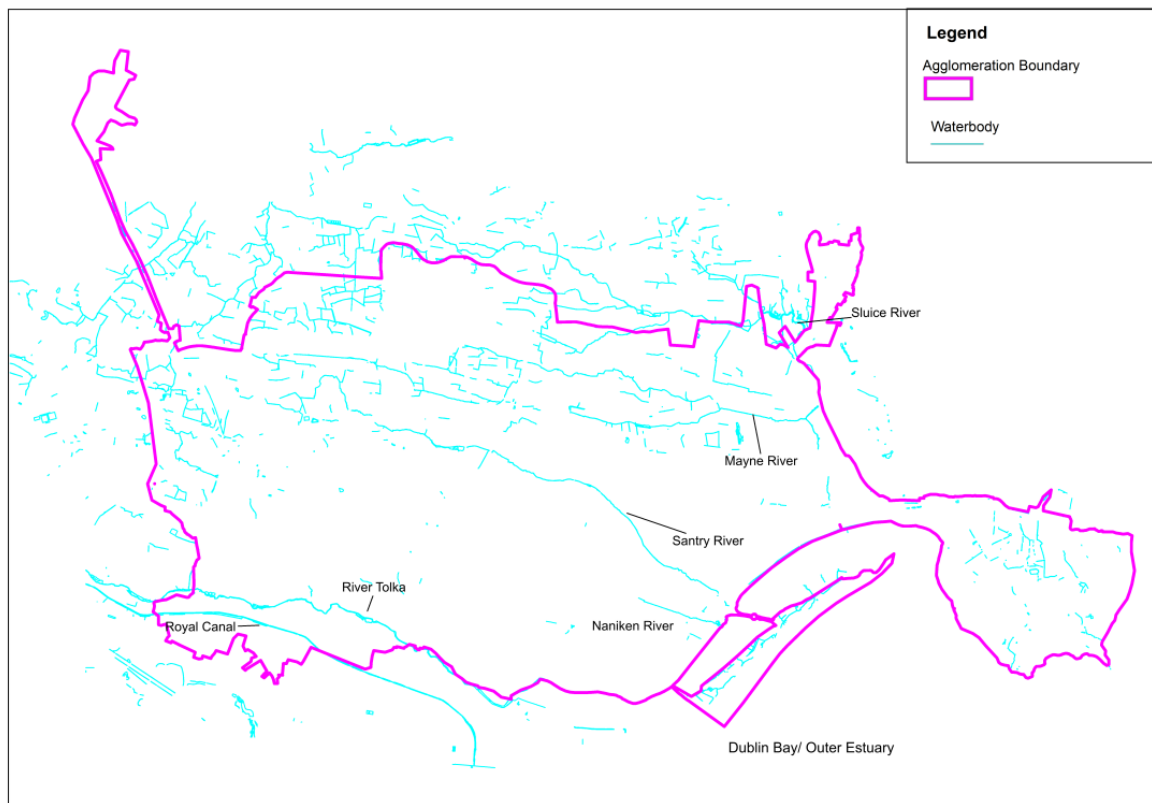 Legend
Agglomeration Boundary
Waterbody
Sluice River
Mayne River
Santry River
River Tolka
Royal Canal
Naniken River
Dublin Bay/ Outer Estuary